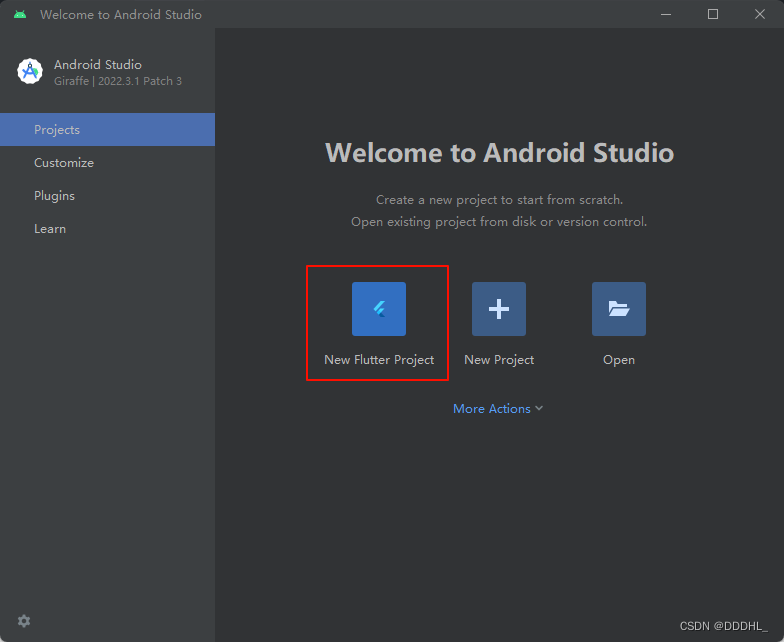 Welcome to Android Studio
Android Studio
Giraffe | 2022.3.1 Patch 3
Projects
Customize
Plugins
Learn
Welcome to Android Studio
Create a new project to start from scratch.
Open existing project from disk or version control.
New Flutter Project
New Project
Open
More Actions
CSDN @DDDHL_